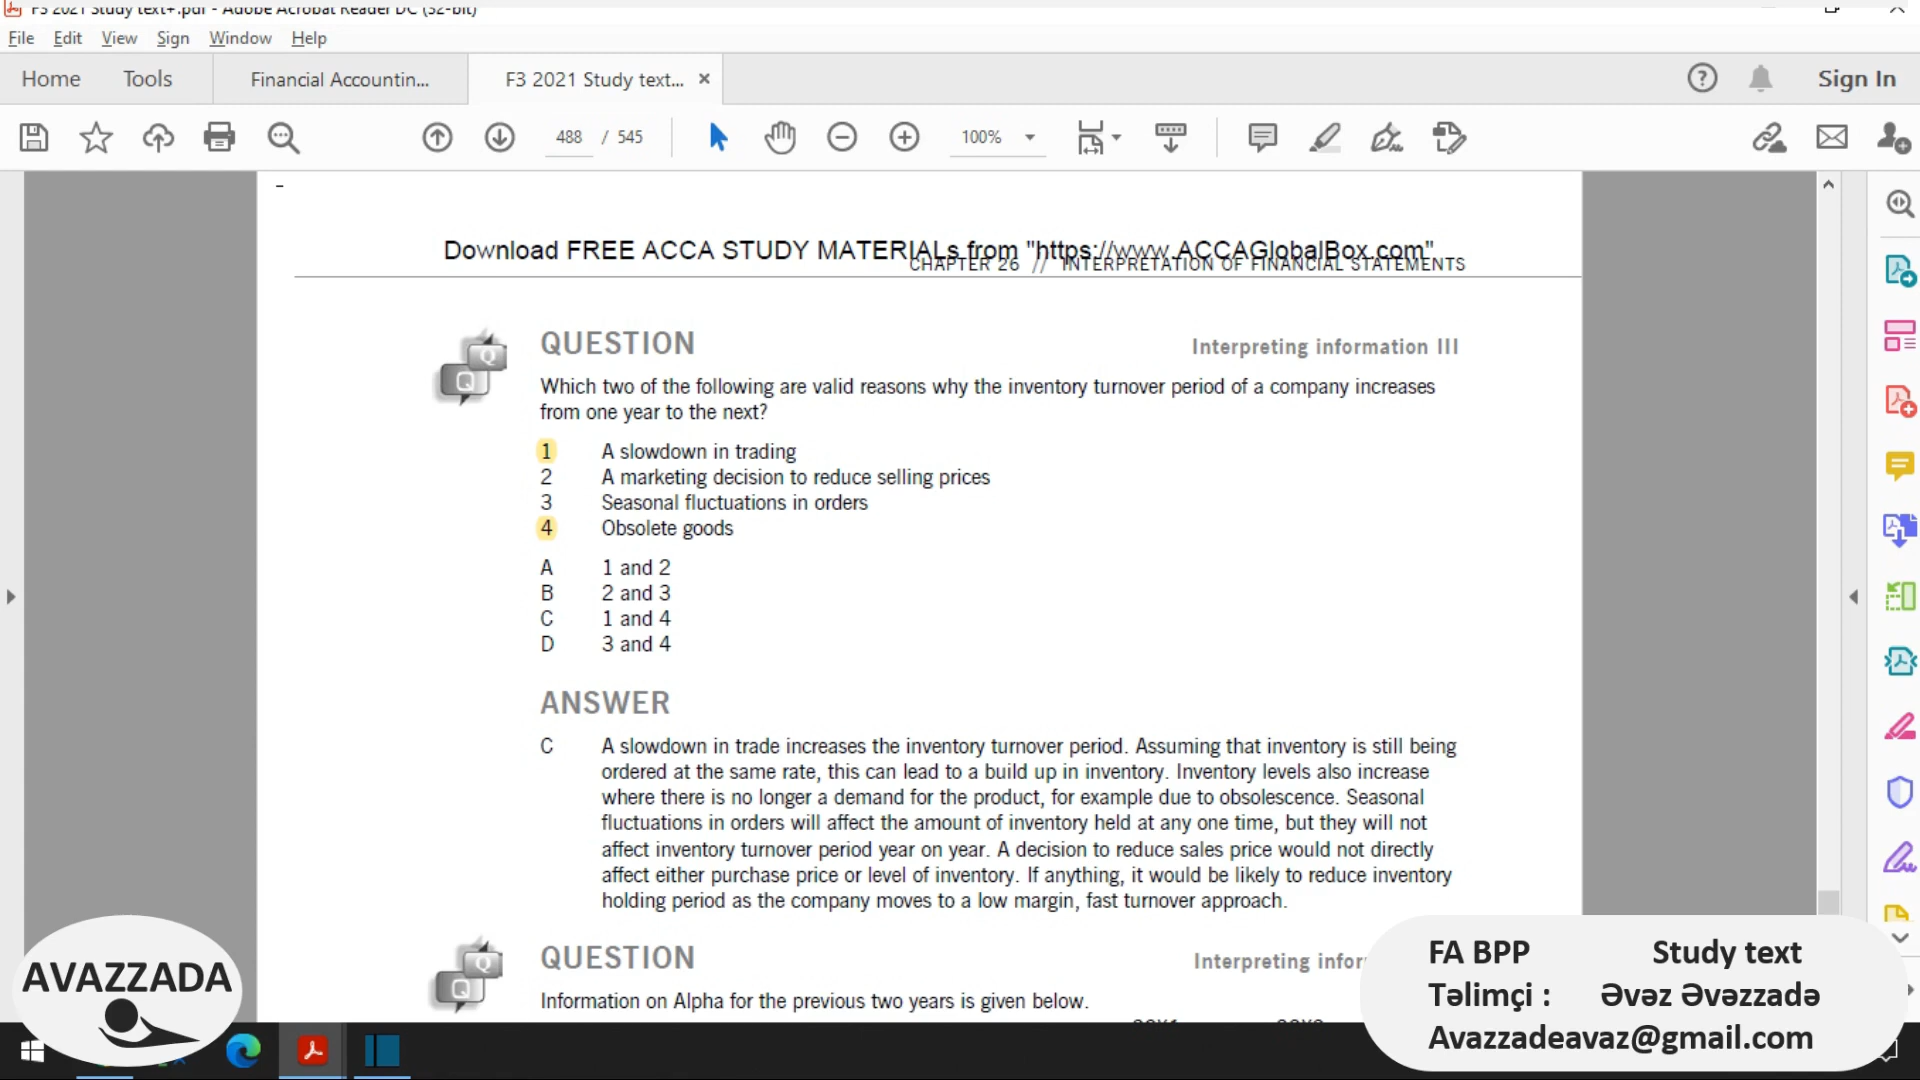 F3 2021 Study text+.pdf - Adobe Acrobat Reader DC (32-bit)
File Edit View Sign Window Help
Home Tools Financial Accountin... F3 2021 Study text... × Sign In
488 / 545 100%
Download FREE ACCA STUDY MATERIALs from "https://www.ACCAGlobalBox.com"
CHAPTER 26 // INTERPRETATION OF FINANCIAL STATEMENTS
QUESTION Interpreting information III
Which two of the following are valid reasons why the inventory turnover period of a company increases
from one year to the next?
1 A slowdown in trading
2 A marketing decision to reduce selling prices
3 Seasonal fluctuations in orders
4 Obsolete goods
A 1 and 2
B 2 and 3
C 1 and 4
D 3 and 4
ANSWER
C A slowdown in trade increases the inventory turnover period. Assuming that inventory is still being
ordered at the same rate, this can lead to a build up in inventory. Inventory levels also increase
where there is no longer a demand for the product, for example due to obsolescence. Seasonal
fluctuations in orders will affect the amount of inventory held at any one time, but they will not
affect inventory turnover period year on year. A decision to reduce sales price would not directly
affect either purchase price or level of inventory. If anything, it would be likely to reduce inventory
holding period as the company moves to a low margin, fast turnover approach.
QUESTION Interpreting
Information on Alpha for the previous two years is given below.
AVAZZADA
FA BPP Study text
Təlimçi : Əvəz Əvəzzadə
Avazzadeavaz@gmail.com